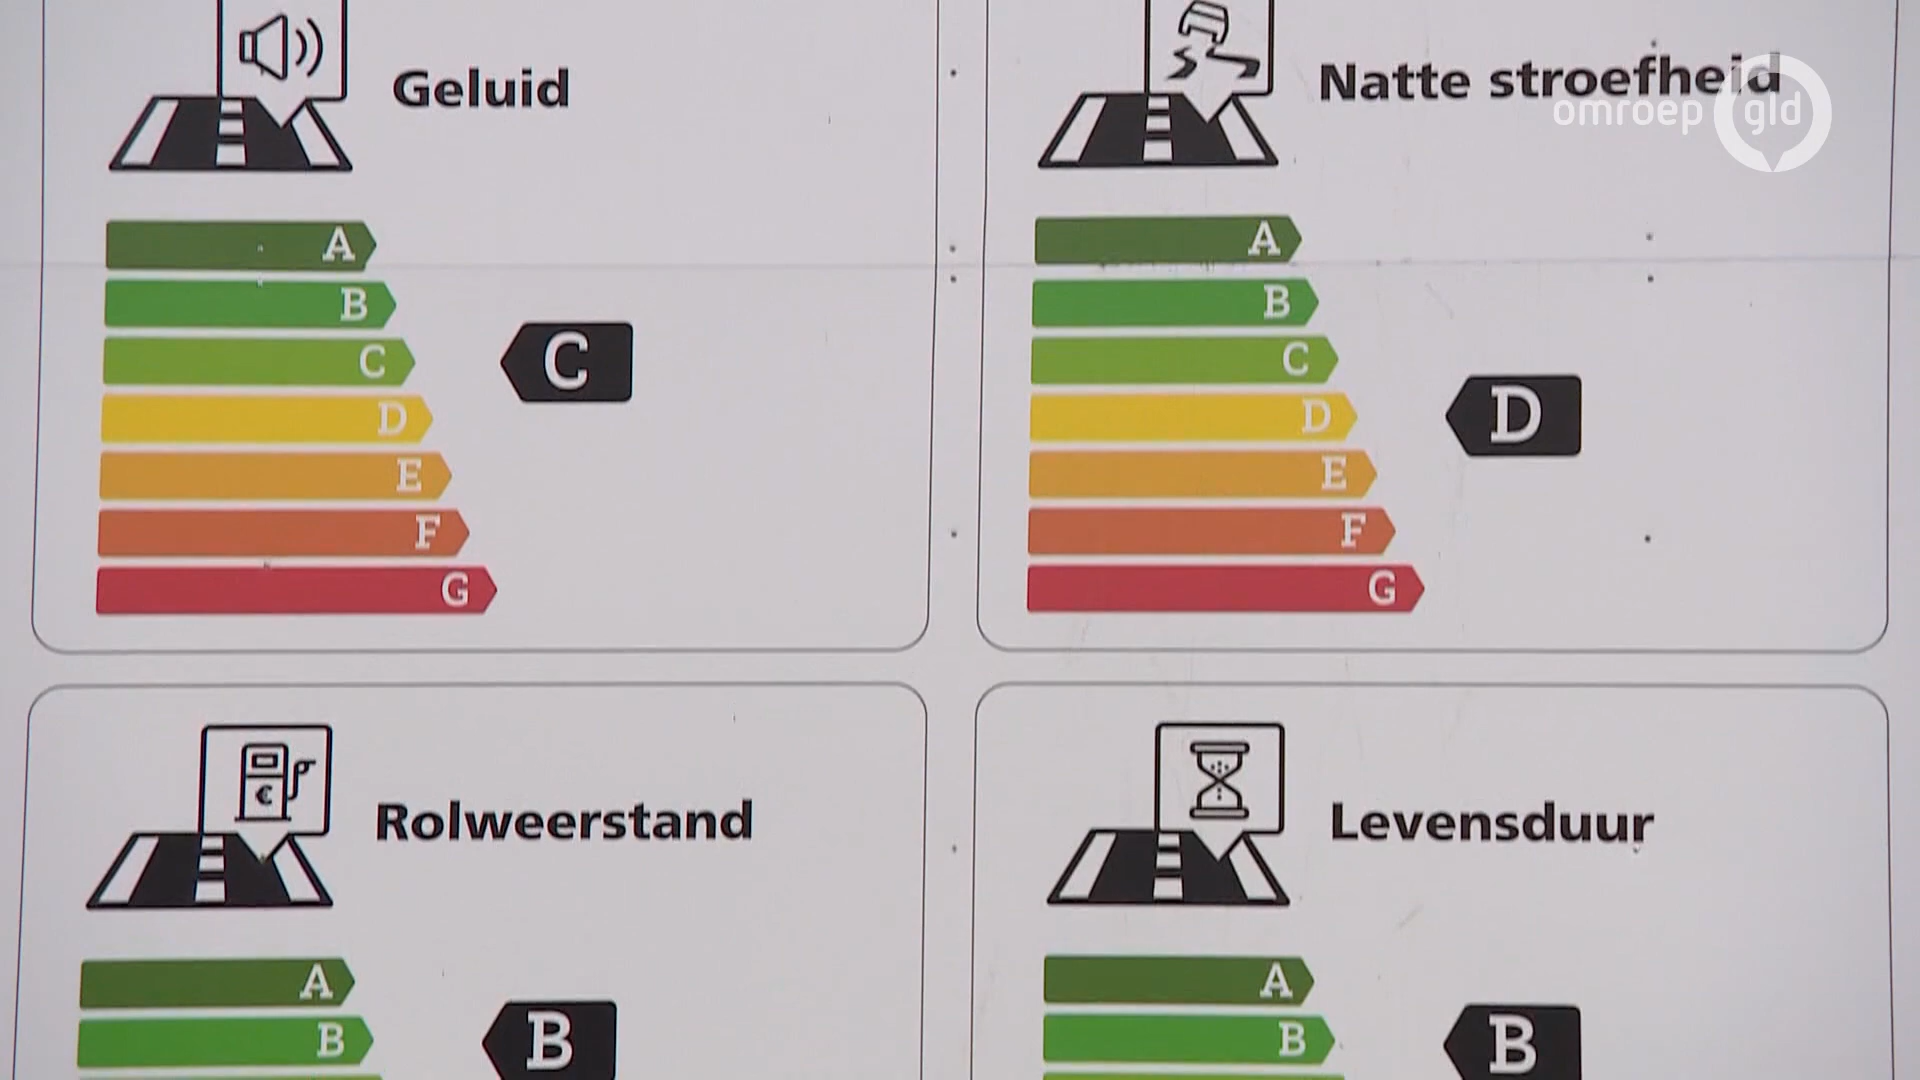 Geluid
A
B
C
D
E
F
G
C
Natte stroefheid
omroep gld
A
B
C
D
E
F
G
D
€
Rolweerstand
A
B
B
Levensduur
A
B
B